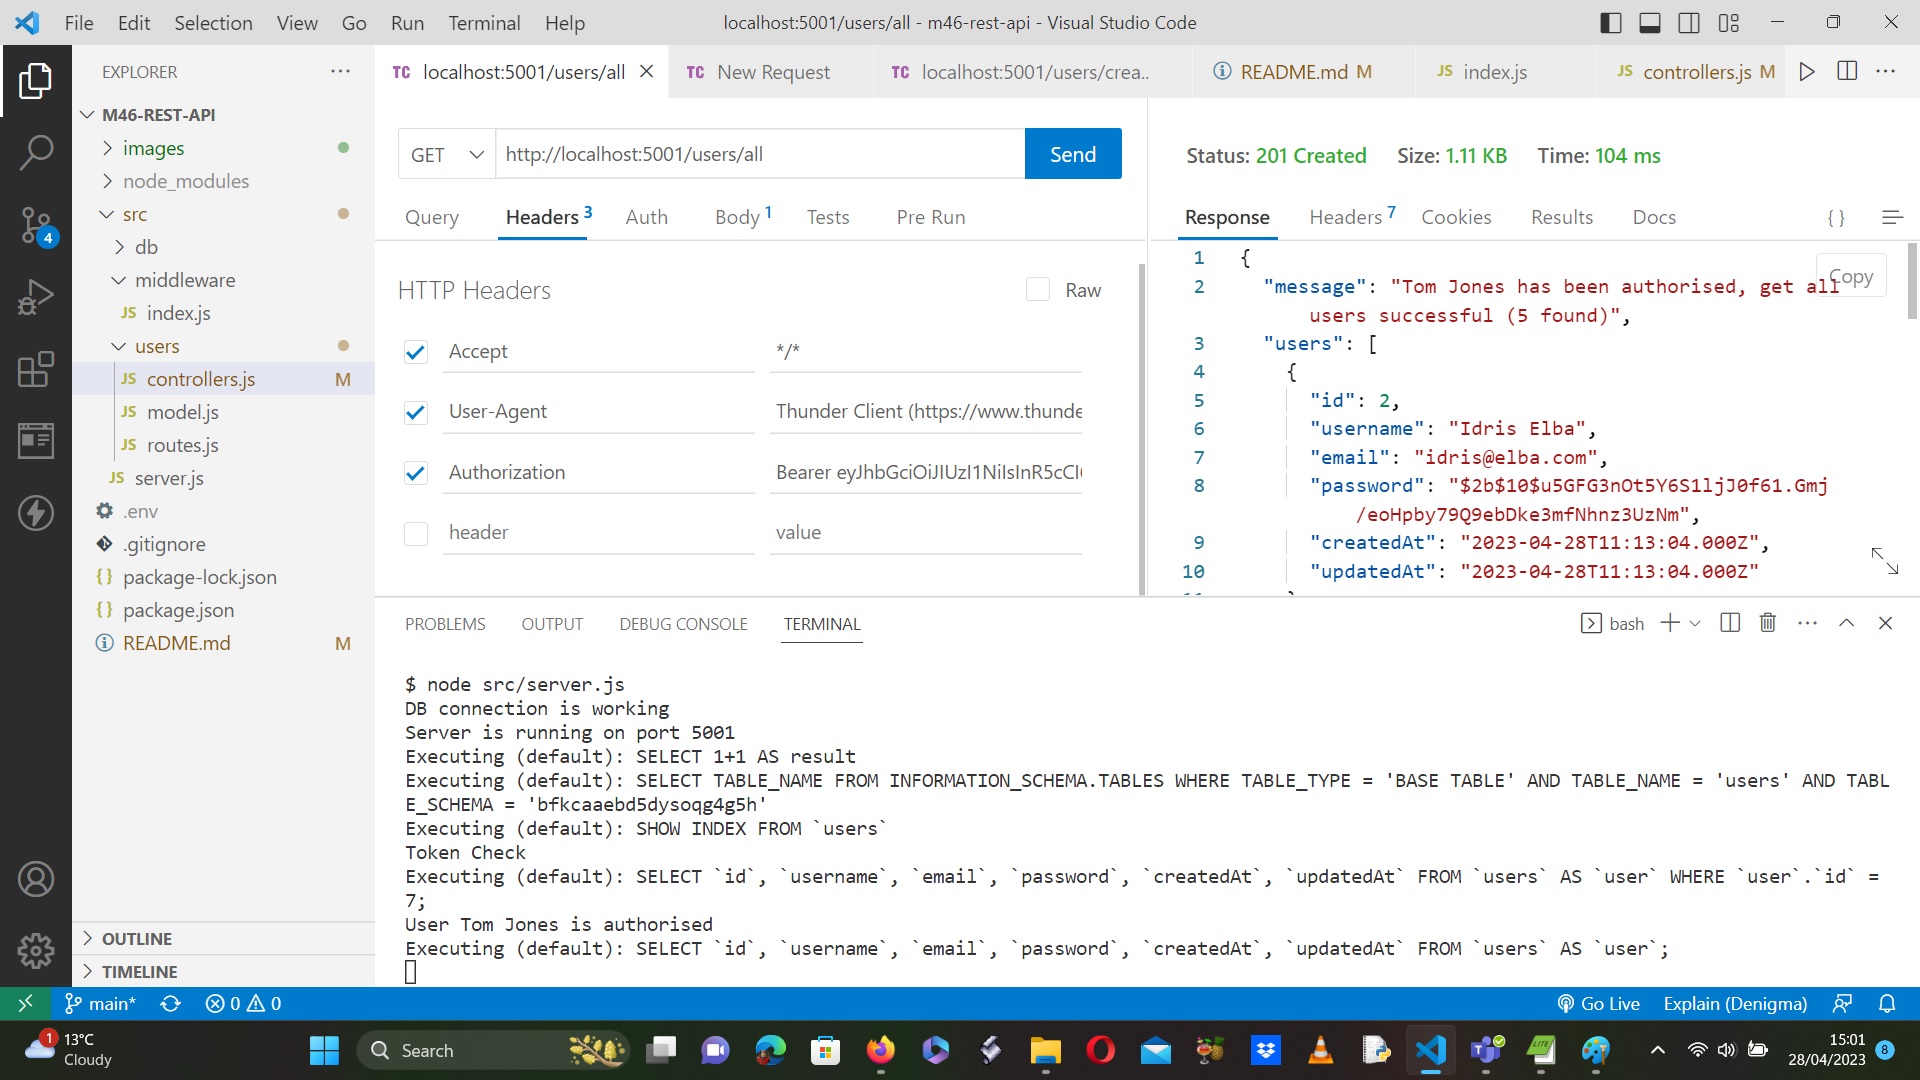 File Edit Selection View Go Run Terminal Help
localhost:5001/users/all - m46-rest-api - Visual Studio Code
EXPLORER
TC localhost:5001/users/all
TC New Request
TC localhost:5001/users/crea..
README.md M
JS index.js
JS controllers.js M
M46-REST-API
images
node_modules
src
db
middleware
JS index.js
users
JS controllers.js M
JS model.js
JS routes.js
JS server.js
.env
.gitignore
{} package-lock.json
{} package.json
README.md M
OUTLINE
TIMELINE
4
GET http://localhost:5001/users/all Send
Query Headers 3 Auth Body 1 Tests Pre Run
HTTP Headers Raw
Accept */*
User-Agent Thunder Client (https://www.thunde
Authorization Bearer eyJhbGciOiJIUzI1NiIsInR5cCI
header value
Status: 201 Created Size: 1.11 KB Time: 104 ms
Response Headers 7 Cookies Results Docs { }
Copy
1 {
2 "message": "Tom Jones has been authorised, get all
users successful (5 found)",
3 "users": [
4 {
5 "id": 2,
6 "username": "Idris Elba",
7 "email": "idris@elba.com",
8 "password": "$2b$10$u5GFG3nOt5Y6S1ljJ0f61.Gmj
/eoHpby79Q9ebDke3mfNhnz3UzNm",
9 "createdAt": "2023-04-28T11:13:04.000Z",
10 "updatedAt": "2023-04-28T11:13:04.000Z"
PROBLEMS OUTPUT DEBUG CONSOLE TERMINAL
bash
$ node src/server.js
DB connection is working
Server is running on port 5001
Executing (default): SELECT 1+1 AS result
Executing (default): SELECT TABLE_NAME FROM INFORMATION_SCHEMA.TABLES WHERE TABLE_TYPE = 'BASE TABLE' AND TABLE_NAME = 'users' AND TABL
E_SCHEMA = 'bfkcaaebd5dysoqg4g5h'
Executing (default): SHOW INDEX FROM `users`
Token Check
Executing (default): SELECT `id`, `username`, `email`, `password`, `createdAt`, `updatedAt` FROM `users` AS `user` WHERE `user`.`id` =
7;
User Tom Jones is authorised
Executing (default): SELECT `id`, `username`, `email`, `password`, `createdAt`, `updatedAt` FROM `users` AS `user`;
main* 0 0
Go Live Explain (Denigma)
1
13°C
Cloudy
Search
15:01
28/04/2023
8